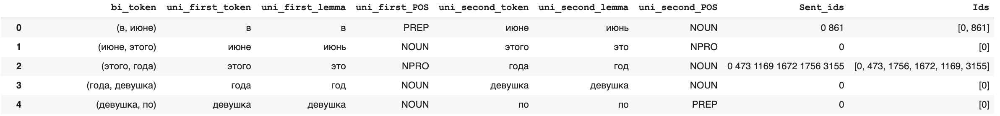 bi_token uni_first_token uni_first_lemma uni_first_POS uni_second_token uni_second_lemma uni_second_POS Sent_ids Ids
0 (в, июне) в в PREP июне июнь NOUN 0 861 [0, 861]
1 (июне, этого) июне июнь NOUN этого это NPRO 0 [0]
2 (этого, года) этого это NPRO года год NOUN 0 473 1169 1672 1756 3155 [0, 473, 1756, 1672, 1169, 3155]
3 (года, девушка) года год NOUN девушка девушка NOUN 0 [0]
4 (девушка, по) девушка девушка NOUN по по PREP 0 [0]